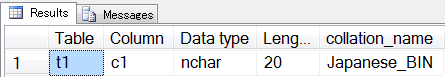 Results Messages
Table Column Data type Leng... collation_name
1 t1 c1 nchar 20 Japanese_BIN